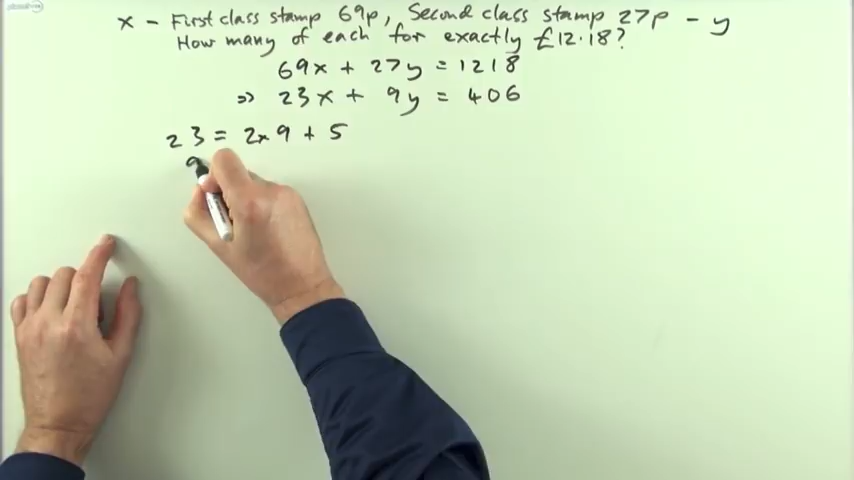 x - First class stamp 69p, Second class stamp 27p - y
How many of each for exactly £12.18?
69x + 27y = 1218
⇒ 23x + 9y = 406
23 = 2x9 + 5
9